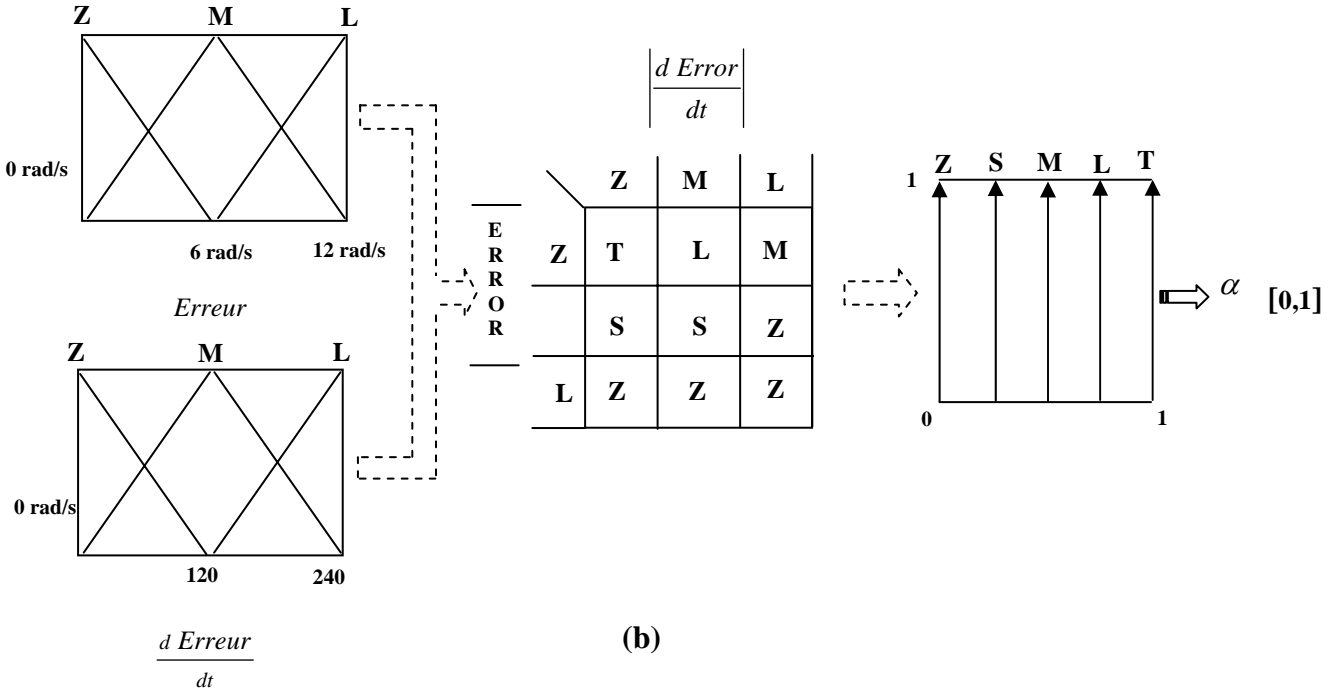 Z M L
0 rad/s
6 rad/s 12 rad/s
Erreur
Z M L
0 rad/s
120 240
d Erreur
dt
d Error
dt
Z M L
ERROR
Z T L M
S S Z
L Z Z Z
Z S M L T
1
0 1
α [0,1]
(b)